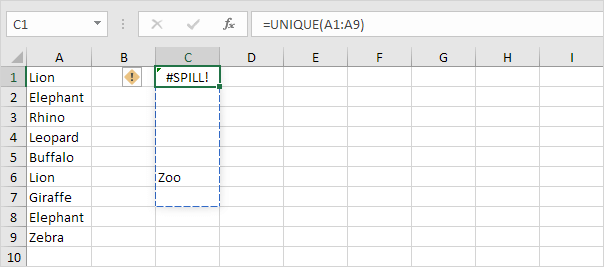 C1 fx =UNIQUE(A1:A9)
A B C D E F G H I
1 Lion ! #SPILL!
2 Elephant
3 Rhino
4 Leopard
5 Buffalo
6 Lion Zoo
7 Giraffe
8 Elephant
9 Zebra
10